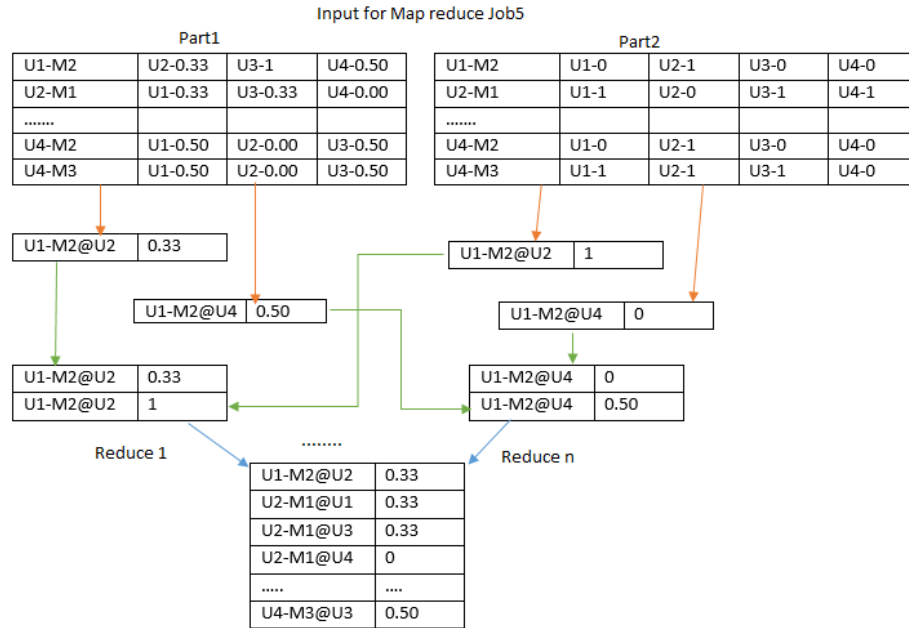 Input for Map reduce Job5
Part1
Part2
U1-M2 U2-0.33 U3-1 U4-0.50
U2-M1 U1-0.33 U3-0.33 U4-0.00
.......
U4-M2 U1-0.50 U2-0.00 U3-0.50
U4-M3 U1-0.50 U2-0.00 U3-0.50
U1-M2 U1-0 U2-1 U3-0 U4-0
U2-M1 U1-1 U2-0 U3-1 U4-1
.......
U4-M2 U1-0 U2-1 U3-0 U4-0
U4-M3 U1-1 U2-1 U3-1 U4-0
U1-M2@U2 0.33
U1-M2@U2 1
U1-M2@U4 0.50
U1-M2@U4 0
U1-M2@U2 0.33
U1-M2@U2 1
U1-M2@U4 0
U1-M2@U4 0.50
Reduce 1
........
Reduce n
U1-M2@U2 0.33
U2-M1@U1 0.33
U2-M1@U3 0.33
U2-M1@U4 0
..... ....
U4-M3@U3 0.50